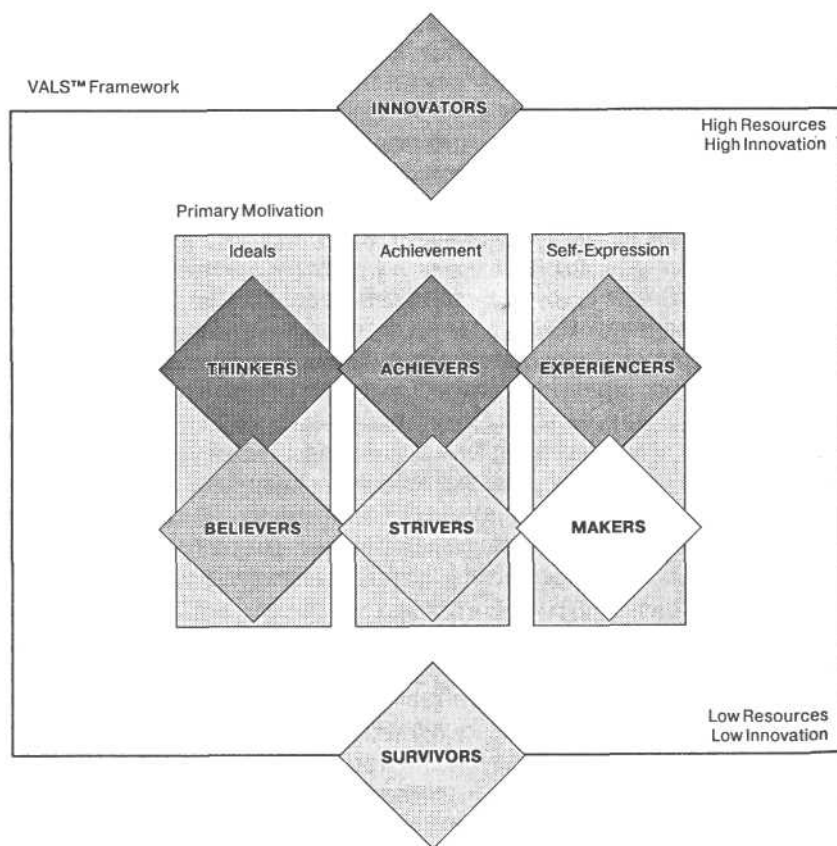 VALS™ Framework
INNOVATORS
High Resources
High Innovation
Primary Molivation
Ideals
Achievement
Self-Expression
THINKERS
ACHIEVERS
EXPERIENCERS
BELIEVERS
STRIVERS
MAKERS
Low Resources
Low Innovation
SURVIVORS